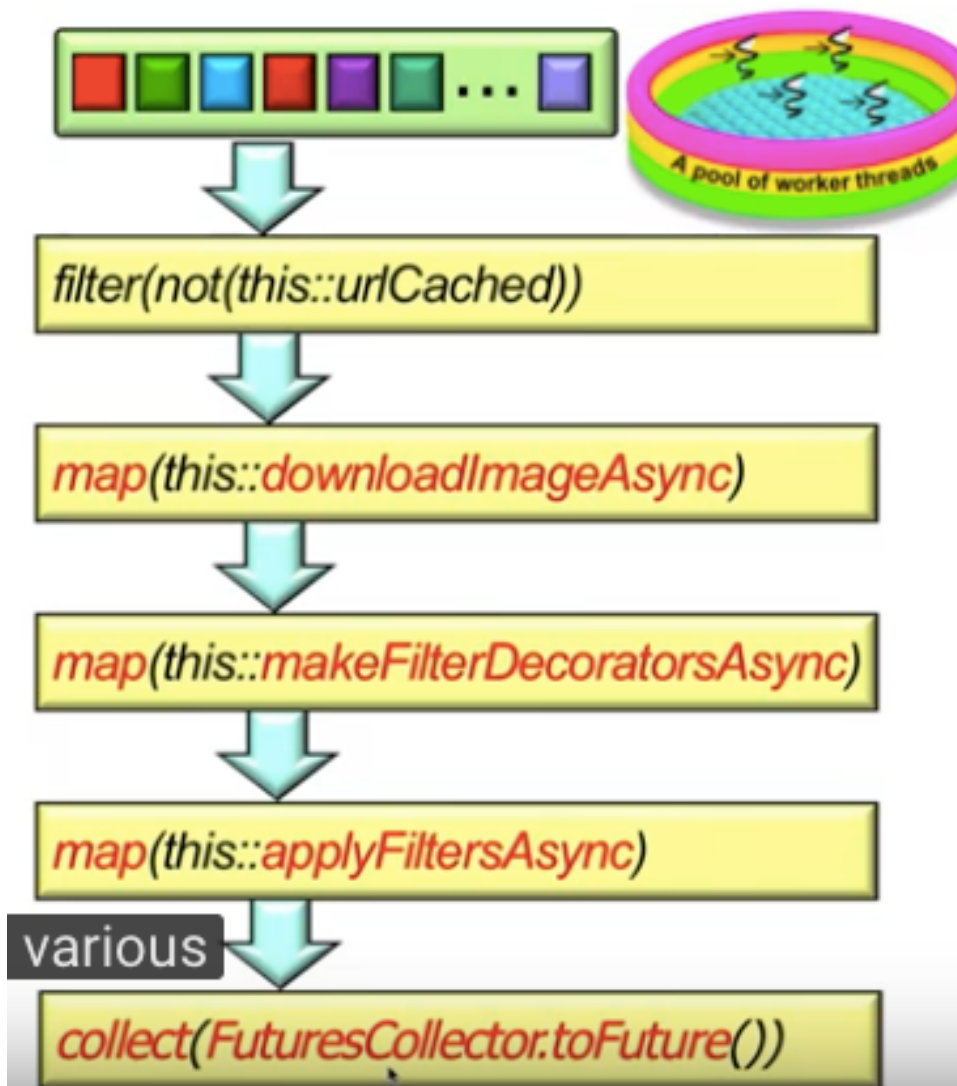 ...
A pool of worker threads
filter(not(this::urlCached))
map(this::downloadImageAsync)
map(this::makeFilterDecoratorsAsync)
map(this::applyFiltersAsync)
various
collect(FuturesCollector.toFuture())